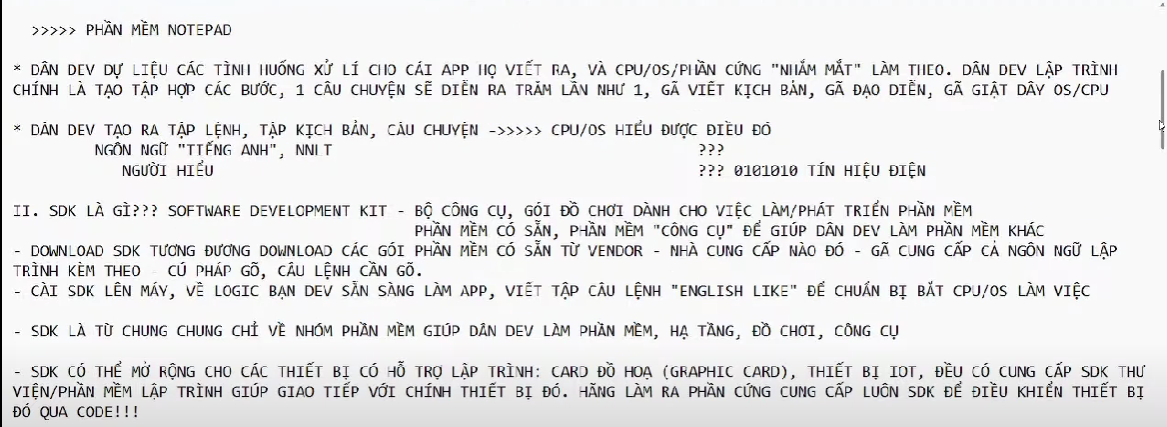 >>>>> PHẦN MỀM NOTEPAD
* DÂN DEV DỰ LIỆU CÁC TÌNH HUỐNG XỬ LÍ CHO CÁI APP HỌ VIẾT RA, VÀ CPU/OS/PHẦN CỨNG "NHẮM MẮT" LÀM THEO. DÂN DEV LẬP TRÌNH
CHÍNH LÀ TẠO TẬP HỢP CÁC BƯỚC, 1 CÂU CHUYỆN SẼ DIỄN RA TRĂM LẦN NHƯ 1, GÃ VIẾT KỊCH BẢN, GÃ ĐẠO DIỄN, GÃ GIẬT DÂY OS/CPU
* DÂN DEV TẠO RA TẬP LỆNH, TẬP KỊCH BẢN, CÂU CHUYỆN ->>>>> CPU/OS HIỂU ĐƯỢC ĐIỀU ĐÓ
NGÔN NGỮ "TIẾNG ANH", NNLT ???
NGƯỜI HIỂU ??? 0101010 TÍN HIỆU ĐIỆN
II. SDK LÀ GÌ??? SOFTWARE DEVELOPMENT KIT - BỘ CÔNG CỤ, GÓI ĐỒ CHƠI DÀNH CHO VIỆC LÀM/PHÁT TRIỂN PHẦN MỀM
PHẦN MỀM CÓ SẴN, PHẦN MỀM "CÔNG CỤ" ĐỂ GIÚP DÂN DEV LÀM PHẦN MỀM KHÁC
- DOWNLOAD SDK TƯƠNG ĐƯƠNG DOWNLOAD CÁC GÓI PHẦN MỀM CÓ SẴN TỪ VENDOR - NHÀ CUNG CẤP NÀO ĐÓ - GÃ CUNG CẤP CẢ NGÔN NGỮ LẬP
TRÌNH KÈM THEO - CÚ PHÁP GÕ, CÂU LỆNH CẦN GÕ.
- CÀI SDK LÊN MÁY, VỀ LOGIC BẠN DEV SẴN SÀNG LÀM APP, VIẾT TẬP CÂU LỆNH "ENGLISH LIKE" ĐỂ CHUẨN BỊ BẮT CPU/OS LÀM VIỆC
- SDK LÀ TỪ CHUNG CHUNG CHỈ VỀ NHÓM PHẦN MỀM GIÚP DÂN DEV LÀM PHẦN MỀM, HẠ TẦNG, ĐỒ CHƠI, CÔNG CỤ
- SDK CÓ THỂ MỞ RỘNG CHO CÁC THIẾT BỊ CÓ HỖ TRỢ LẬP TRÌNH: CARD ĐỒ HOẠ (GRAPHIC CARD), THIẾT BỊ IOT, ĐỀU CÓ CUNG CẤP SDK THƯ
VIỆN/PHẦN MỀM LẬP TRÌNH GIÚP GIAO TIẾP VỚI CHÍNH THIẾT BỊ ĐÓ. HÃNG LÀM RA PHẦN CỨNG CUNG CẤP LUÔN SDK ĐỂ ĐIỀU KHIỂN THIẾT BỊ
ĐÓ QUA CODE!!!